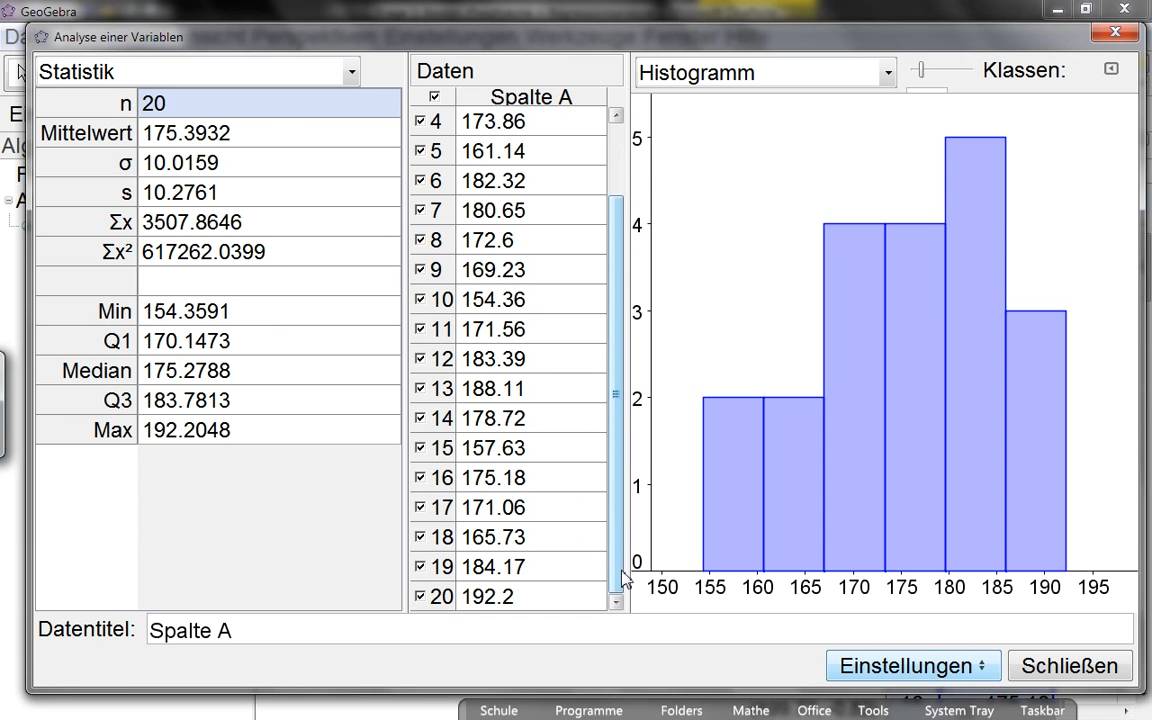 GeoGebra
Analyse einer Variablen
Statistik
n 20
Mittelwert 175.3932
σ 10.0159
s 10.2761
Σx 3507.8646
Σx² 617262.0399
Min 154.3591
Q1 170.1473
Median 175.2788
Q3 183.7813
Max 192.2048
Daten
Spalte A
4 173.86
5 161.14
6 182.32
7 180.65
8 172.6
9 169.23
10 154.36
11 171.56
12 183.39
13 188.11
14 178.72
15 157.63
16 175.18
17 171.06
18 165.73
19 184.17
20 192.2
Histogramm
Klassen:
5
4
3
2
1
0
150 155 160 165 170 175 180 185 190 195
Datentitel: Spalte A
Einstellungen
Schließen
Schule Programme Folders Mathe Office Tools System Tray Taskbar